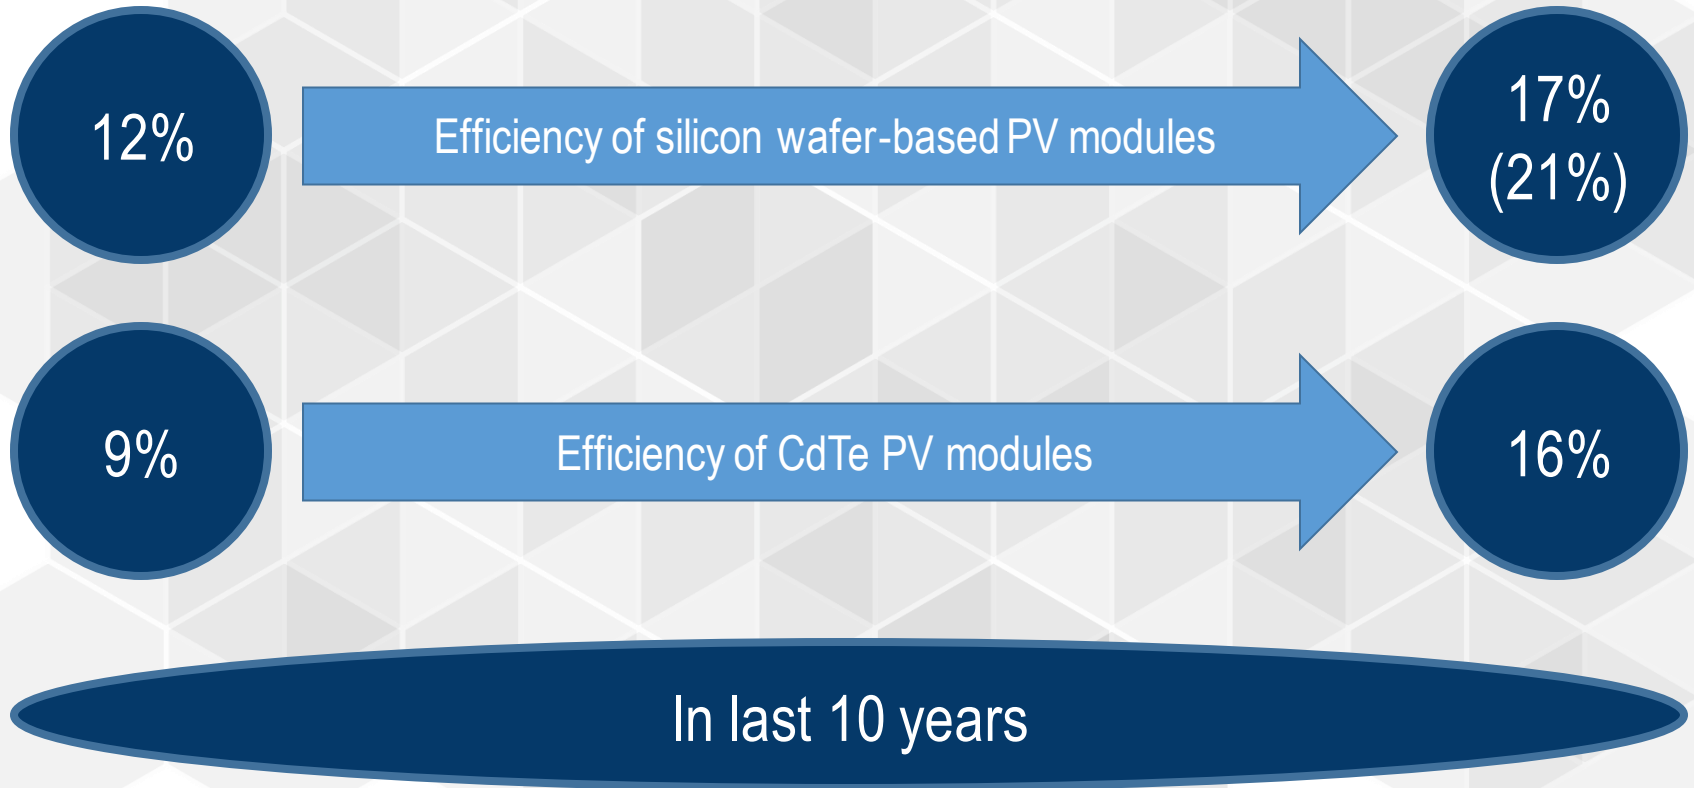 12%
Efficiency of silicon wafer-based PV modules
17%
(21%)
9%
Efficiency of CdTe PV modules
16%
In last 10 years